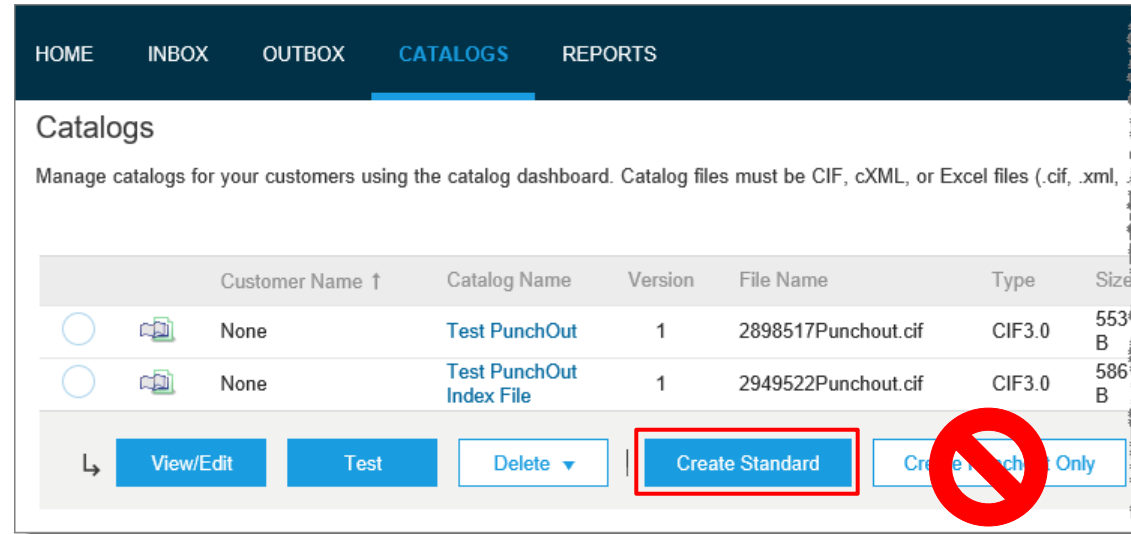 HOME INBOX OUTBOX CATALOGS REPORTS
Catalogs
Manage catalogs for your customers using the catalog dashboard. Catalog files must be CIF, cXML, or Excel files (.cif, .xml, .
Customer Name ↑ Catalog Name Version File Name Type Size
None Test PunchOut 1 2898517Punchout.cif CIF3.0 553
B
None Test PunchOut
Index File 1 2949522Punchout.cif CIF3.0 586
B
View/Edit Test Delete ▼ | Create Standard Only